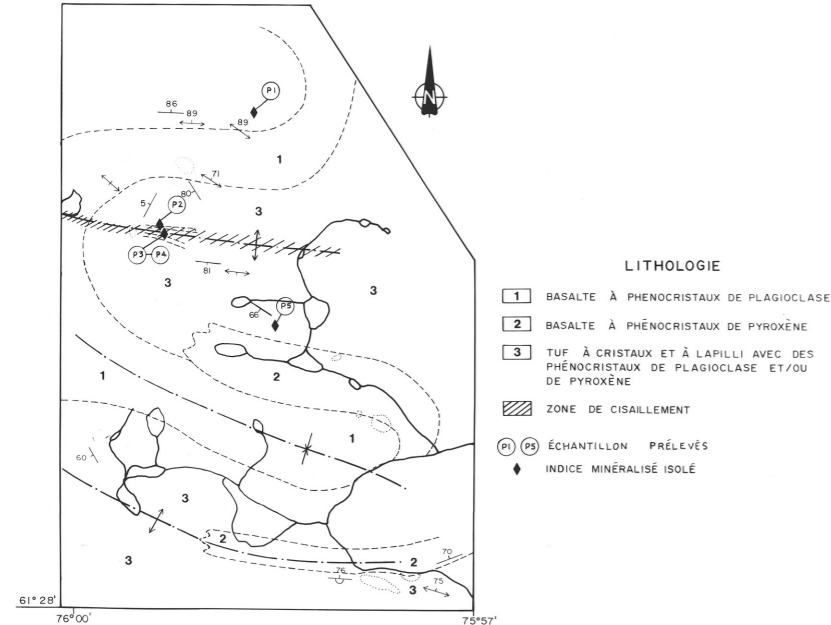 P1
86
89
89
N
1
71
80
5
P2
3
P3
P4
81
3
3
66
P5
2
1
1
60
3
2
3
2
70
76
75
3
61°28'
76°00'
75°57'
LITHOLOGIE
1 BASALTE À PHENOCRISTAUX DE PLAGIOCLASE
2 BASALTE À PHÉNOCRISTAUX DE PYROXÈNE
3 TUF À CRISTAUX ET À LAPILLI AVEC DES
PHÉNOCRISTAUX DE PLAGIOCLASE ET/OU
DE PYROXÈNE
ZONE DE CISAILLEMENT
P1 P5 ÉCHANTILLON PRÉLEVÉS
INDICE MINÉRALISÉ ISOLÉ